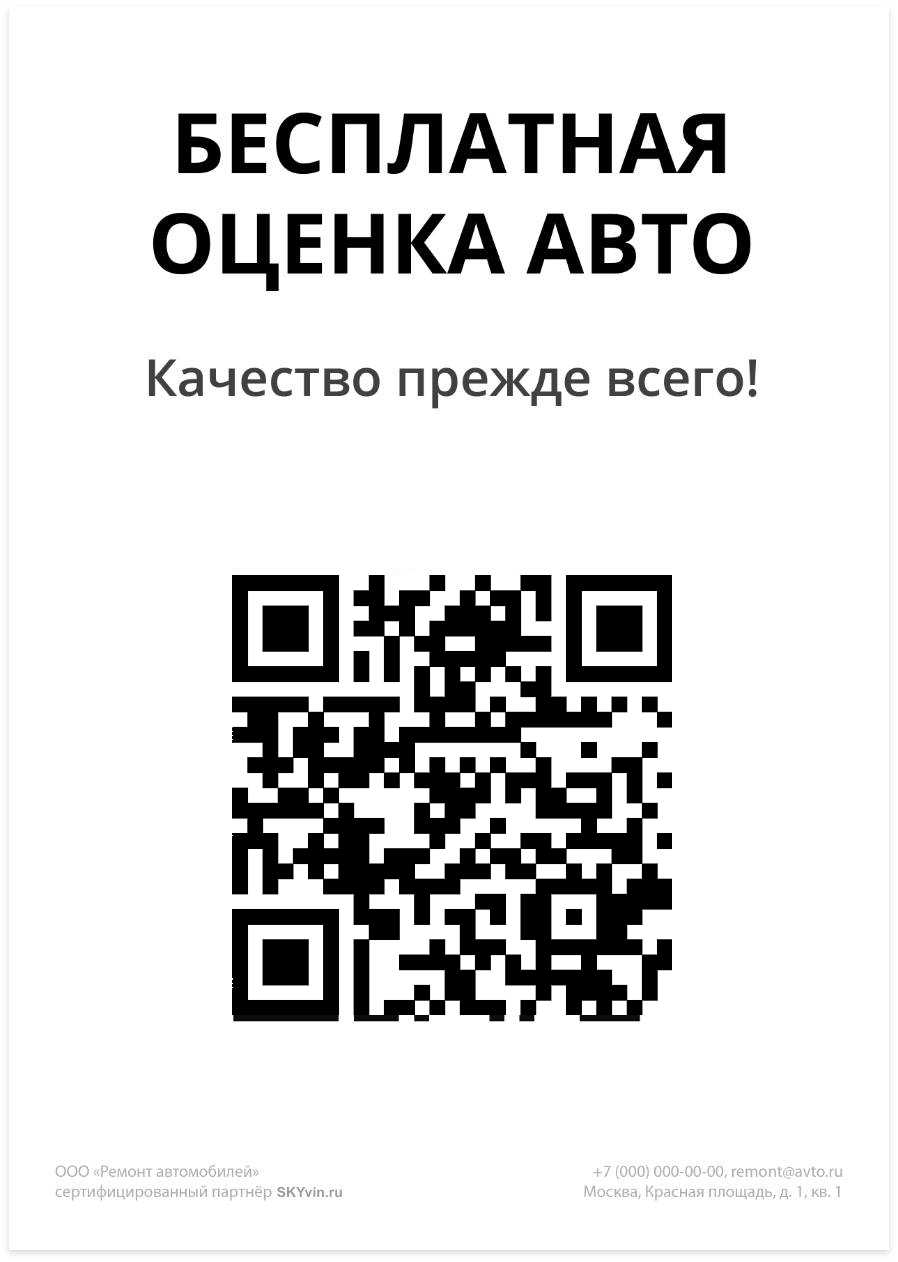 БЕСПЛАТНАЯ
ОЦЕНКА АВТО
Качество прежде всего!
ООО «Ремонт автомобилей»
сертифицированный партнёр SKYvin.ru
+7 (000) 000-00-00, remont@avto.ru
Москва, Красная площадь, д. 1, кв. 1